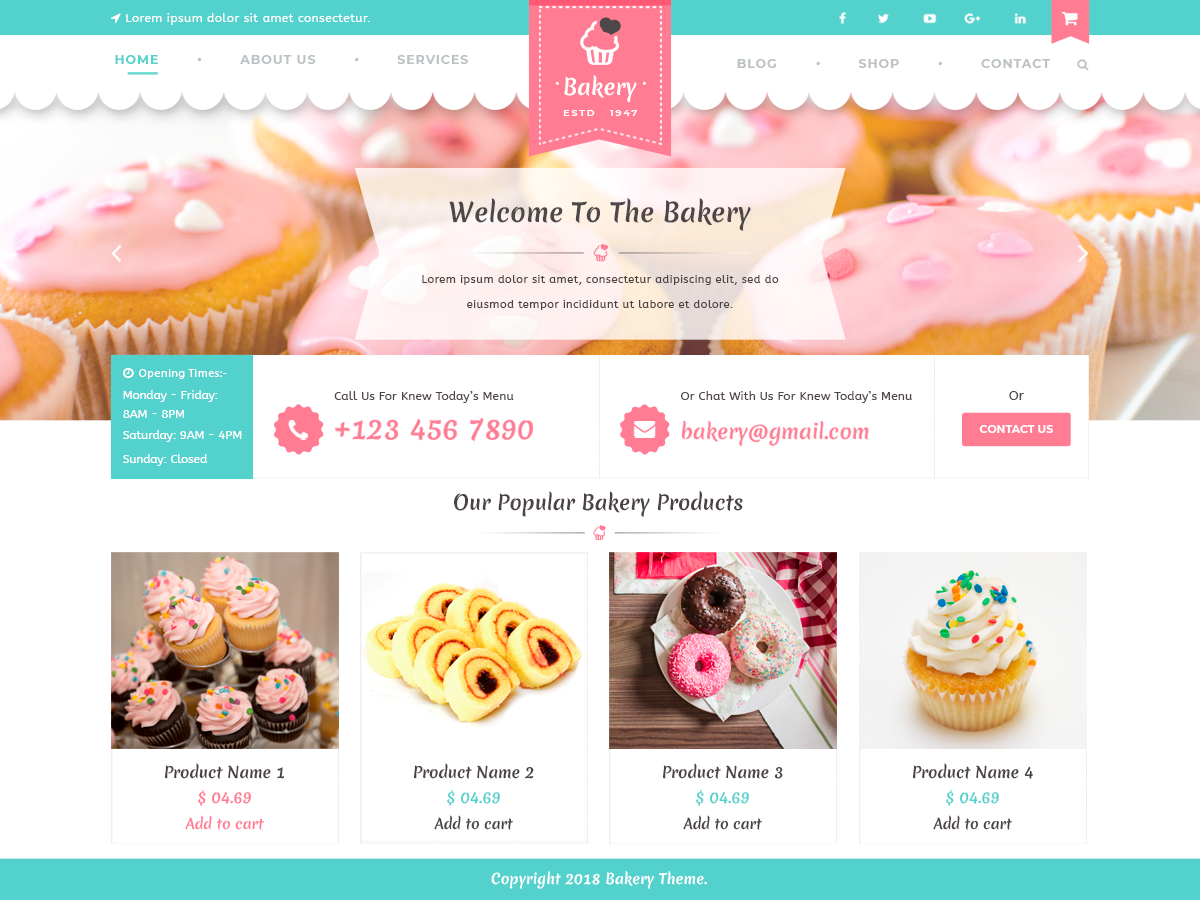 Lorem ipsum dolor sit amet consectetur.
HOME • ABOUT US • SERVICES
Bakery
ESTD 1947
BLOG • SHOP • CONTACT
Welcome To The Bakery
Lorem ipsum dolor sit amet, consectetur adipiscing elit, sed do
eiusmod tempor incididunt ut labore et dolore.
Opening Times:-
Monday - Friday:
8AM - 8PM
Saturday: 9AM - 4PM
Sunday: Closed
Call Us For Knew Today's Menu
+123 456 7890
Or Chat With Us For Knew Today's Menu
bakery@gmail.com
Or
CONTACT US
Our Popular Bakery Products
Product Name 1
$ 04.69
Add to cart
Product Name 2
$ 04.69
Add to cart
Product Name 3
$ 04.69
Add to cart
Product Name 4
$ 04.69
Add to cart
Copyright 2018 Bakery Theme.